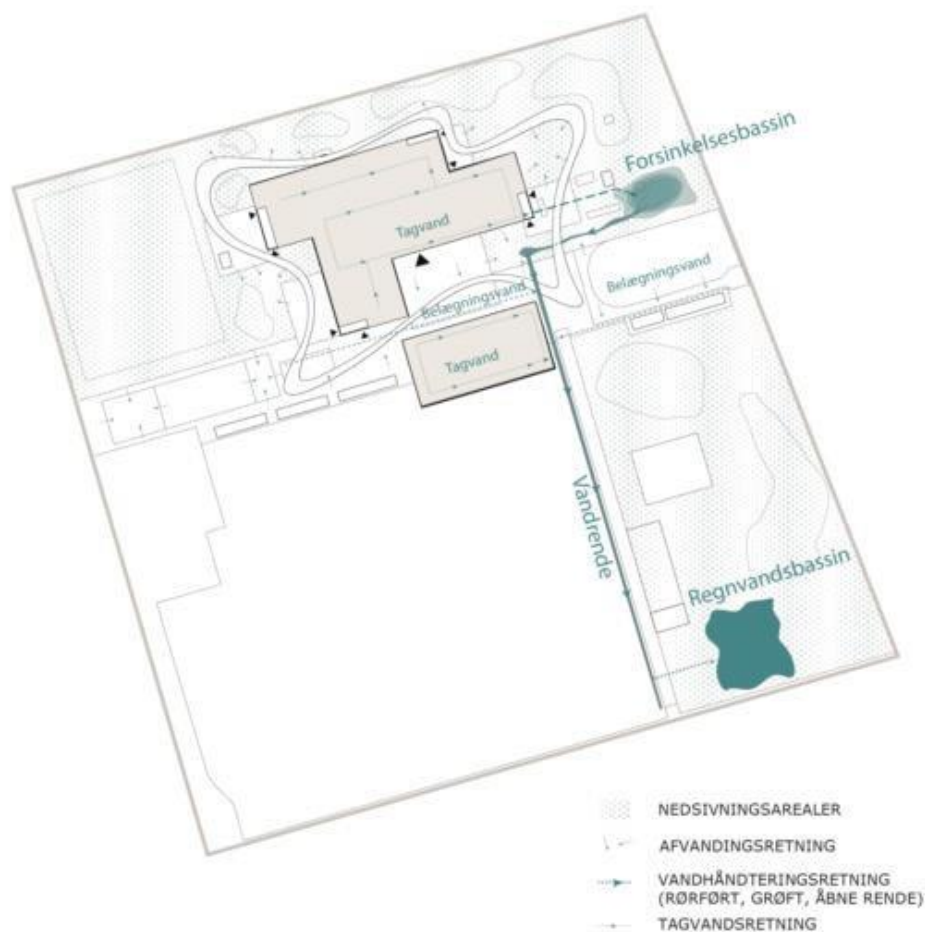 Forsinkelsesbassin
Tagvand
Belægningsvand
Belægningsvand
Tagvand
Vandrende
Regnvandsbassin
NEDSIVNINGSAREALER
AFVANDINGSRETNING
VANDHÅNDTERINGSRETNING
(RØRFØRT, GRØFT, ÅBNE RENDE)
TAGVANDSRETNING